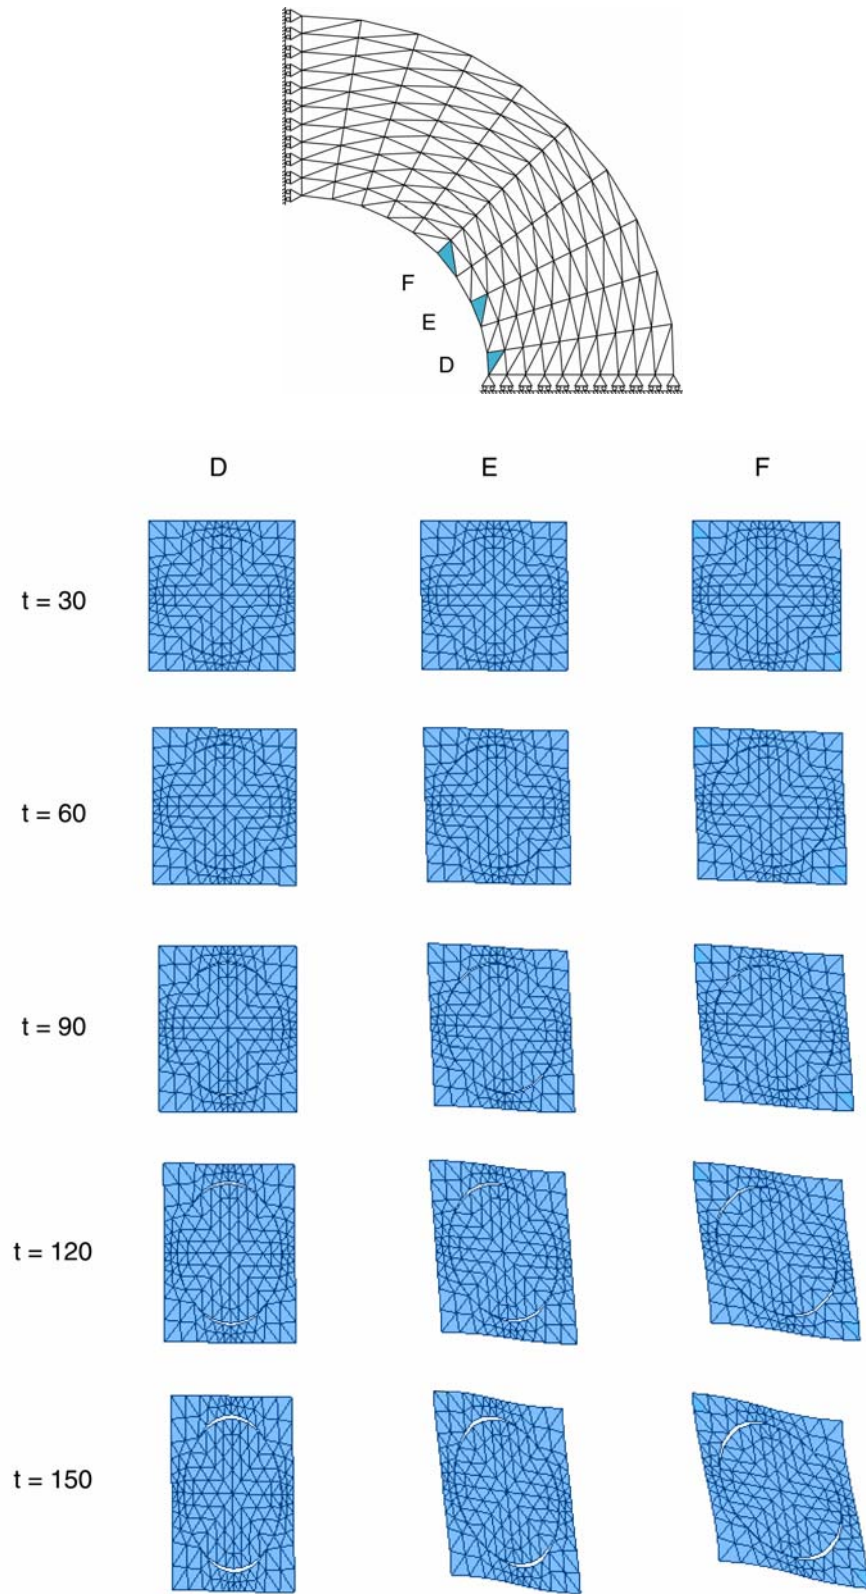 F
E
D
D E F
t = 30
t = 60
t = 90
t = 120
t = 150